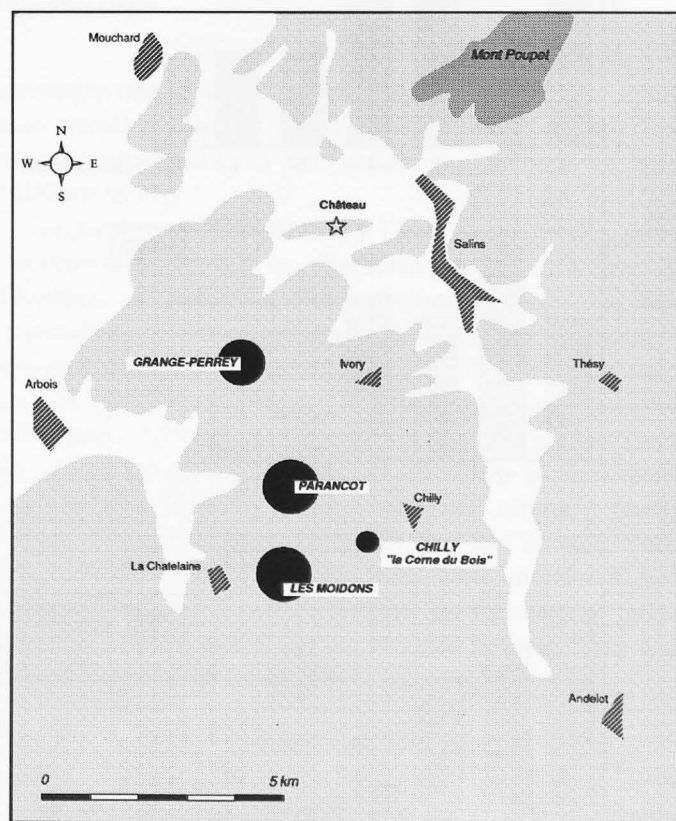 Mouchard
Mont Poupet
N
W E
S
Château
Salins
GRANGE-PERREY
Ivory
Thésy
Arbois
PARANCOT
Chilly
CHILLY
"la Corne du Bois"
La Chatelaine
LES MOIDONS
Andelot
0
5 km